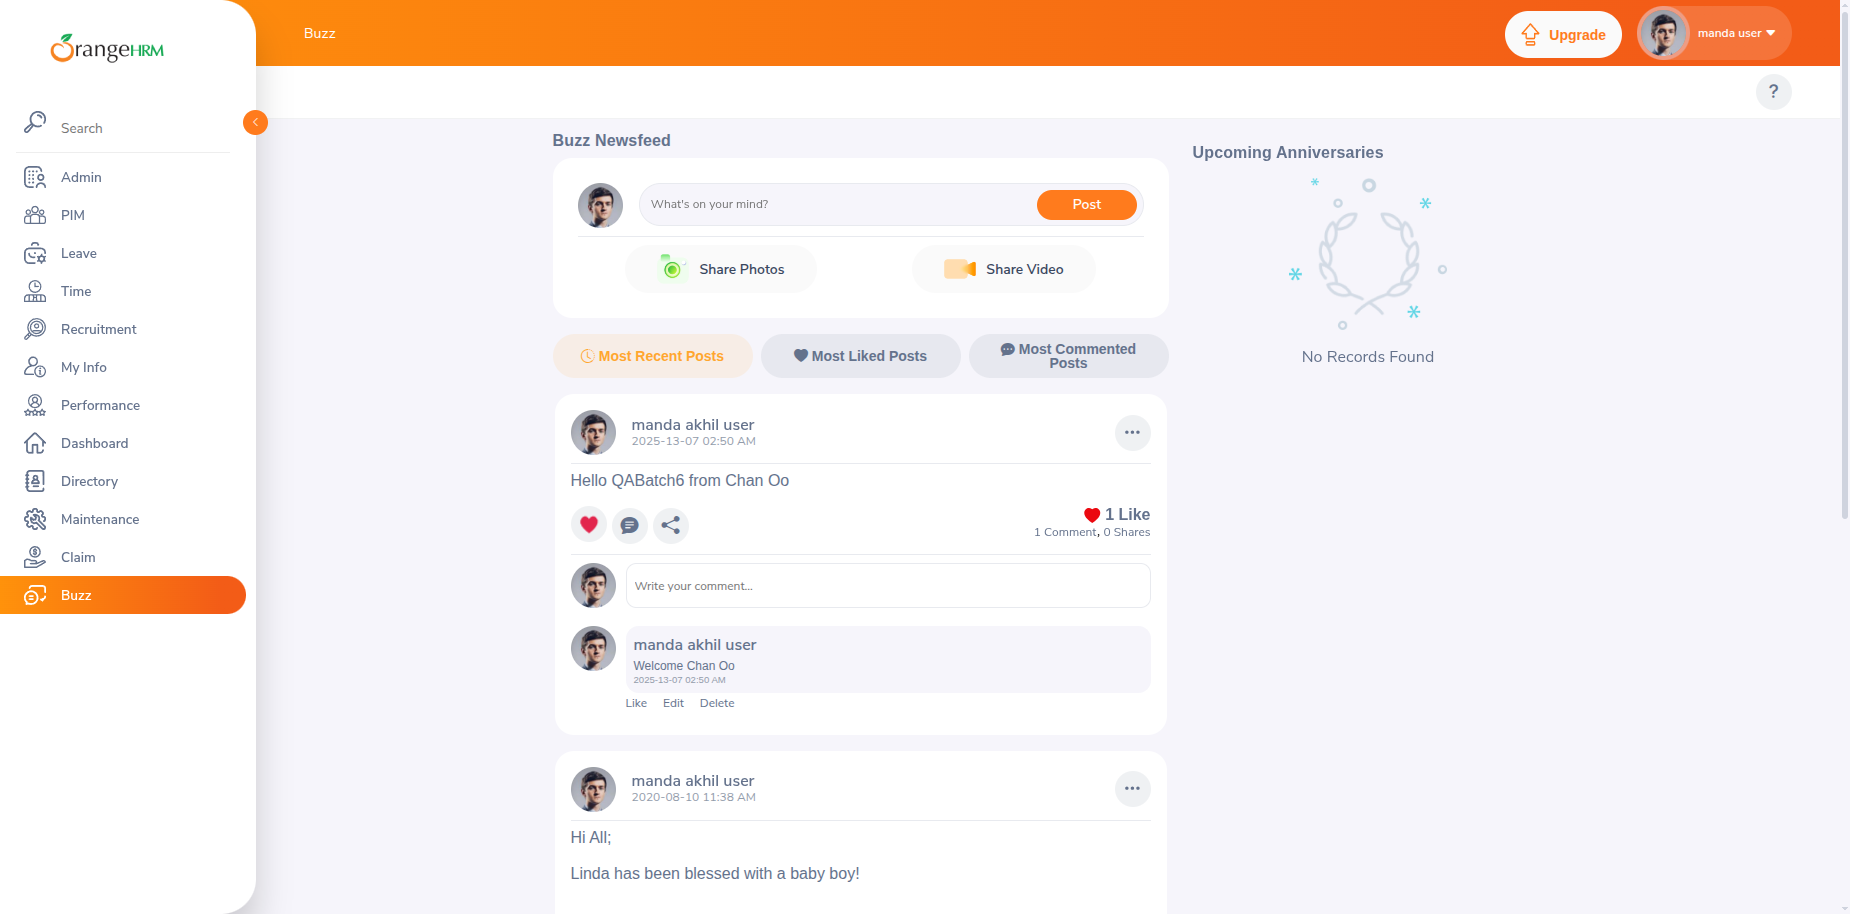 OrangeHRM
Search
Admin
PIM
Leave
Time
Recruitment
My Info
Performance
Dashboard
Directory
Maintenance
Claim
Buzz
Buzz
Upgrade
manda user
?
Buzz Newsfeed
What's on your mind?
Post
Share Photos
Share Video
Most Recent Posts
Most Liked Posts
Most Commented
Posts
manda akhil user
2025-13-07 02:50 AM
Hello QABatch6 from Chan Oo
1 Like
1 Comment, 0 Shares
Write your comment...
manda akhil user
Welcome Chan Oo
2025-13-07 02:50 AM
Like Edit Delete
manda akhil user
2020-08-10 11:38 AM
Hi All;
Linda has been blessed with a baby boy!
Upcoming Anniversaries
No Records Found